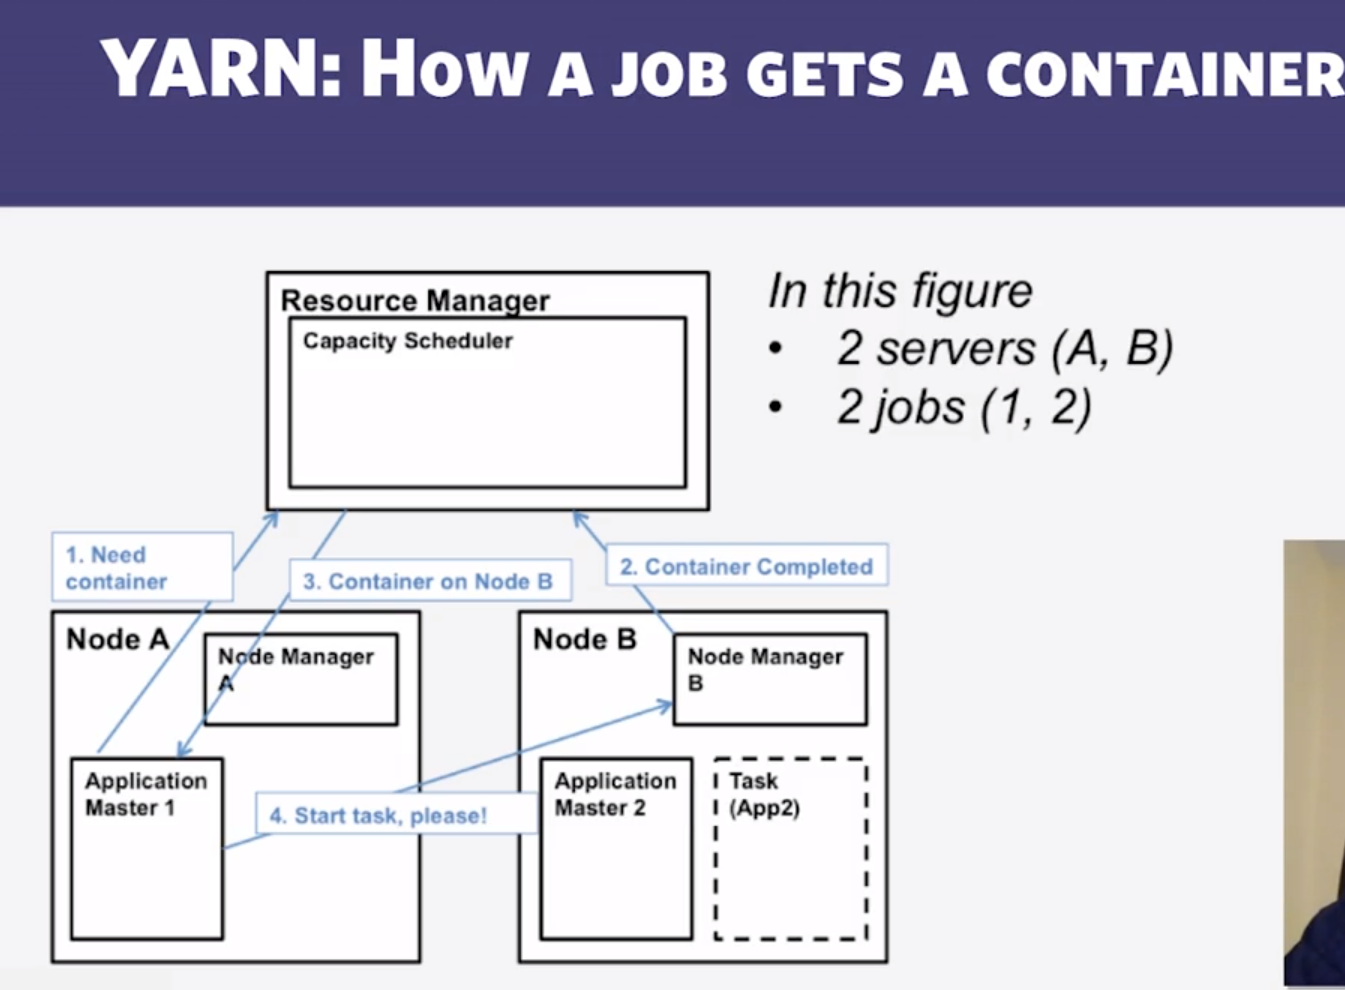 YARN: HOW A JOB GETS A CONTAINER
Resource Manager
Capacity Scheduler
In this figure
• 2 servers (A, B)
• 2 jobs (1, 2)
1. Need
container
3. Container on Node B
2. Container Completed
Node A
Node Manager
A
Application
Master 1
4. Start task, please!
Node B
Node Manager
B
Application
Master 2
Task
(App2)